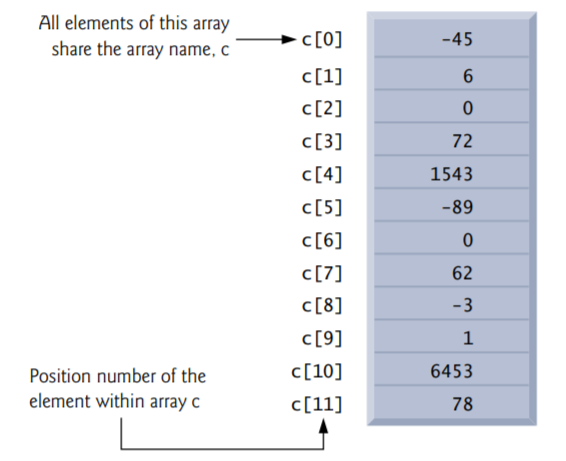 All elements of this array
share the array name, c
c[0] -45
c[1] 6
c[2] 0
c[3] 72
c[4] 1543
c[5] -89
c[6] 0
c[7] 62
c[8] -3
c[9] 1
c[10] 6453
Position number of the
element within array c
c[11] 78